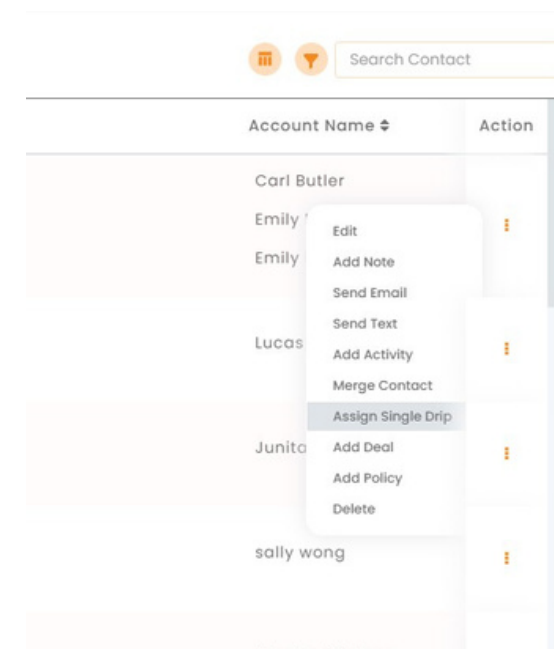 Search Contact
Account Name Action
Carl Butler
Emily
Emily
Edit
Add Note
Send Email
Send Text
Add Activity
Merge Contact
Assign Single Drip
Add Deal
Add Policy
Delete
Lucas
sally wong